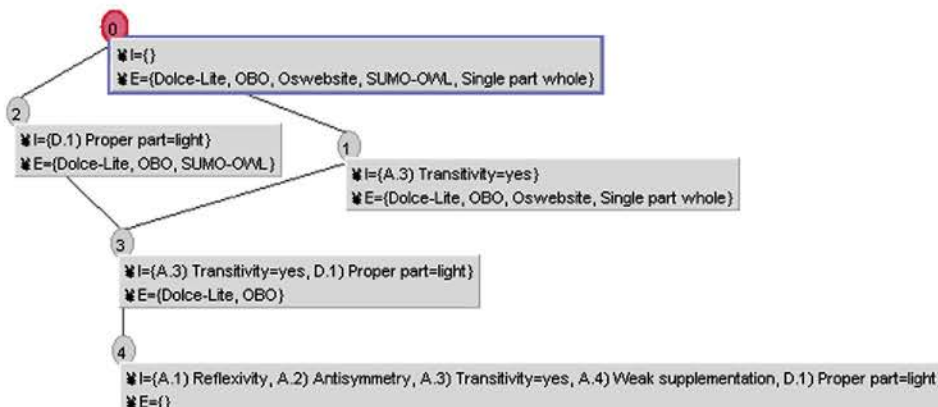 0
¥ I={}
¥ E={Dolce-Lite, OBO, Oswebsite, SUMO-OWL, Single part whole}
2
¥ I={D.1) Proper part=light}
¥ E={Dolce-Lite, OBO, SUMO-OWL}
1
¥ I={A.3) Transitivity=yes}
¥ E={Dolce-Lite, OBO, Oswebsite, Single part whole}
3
¥ I={A.3) Transitivity=yes, D.1) Proper part=light}
¥ E={Dolce-Lite, OBO}
4
¥ I={A.1) Reflexivity, A.2) Antisymmetry, A.3) Transitivity=yes, A.4) Weak supplementation, D.1) Proper part=light
¥ E={}